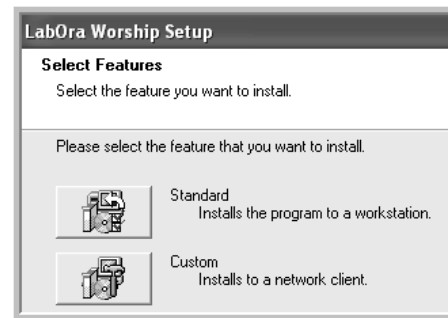 LabOra Worship Setup
Select Features
Select the feature you want to install.
Please select the feature that you want to install.
Standard
Installs the program to a workstation.
Custom
Installs to a network client.